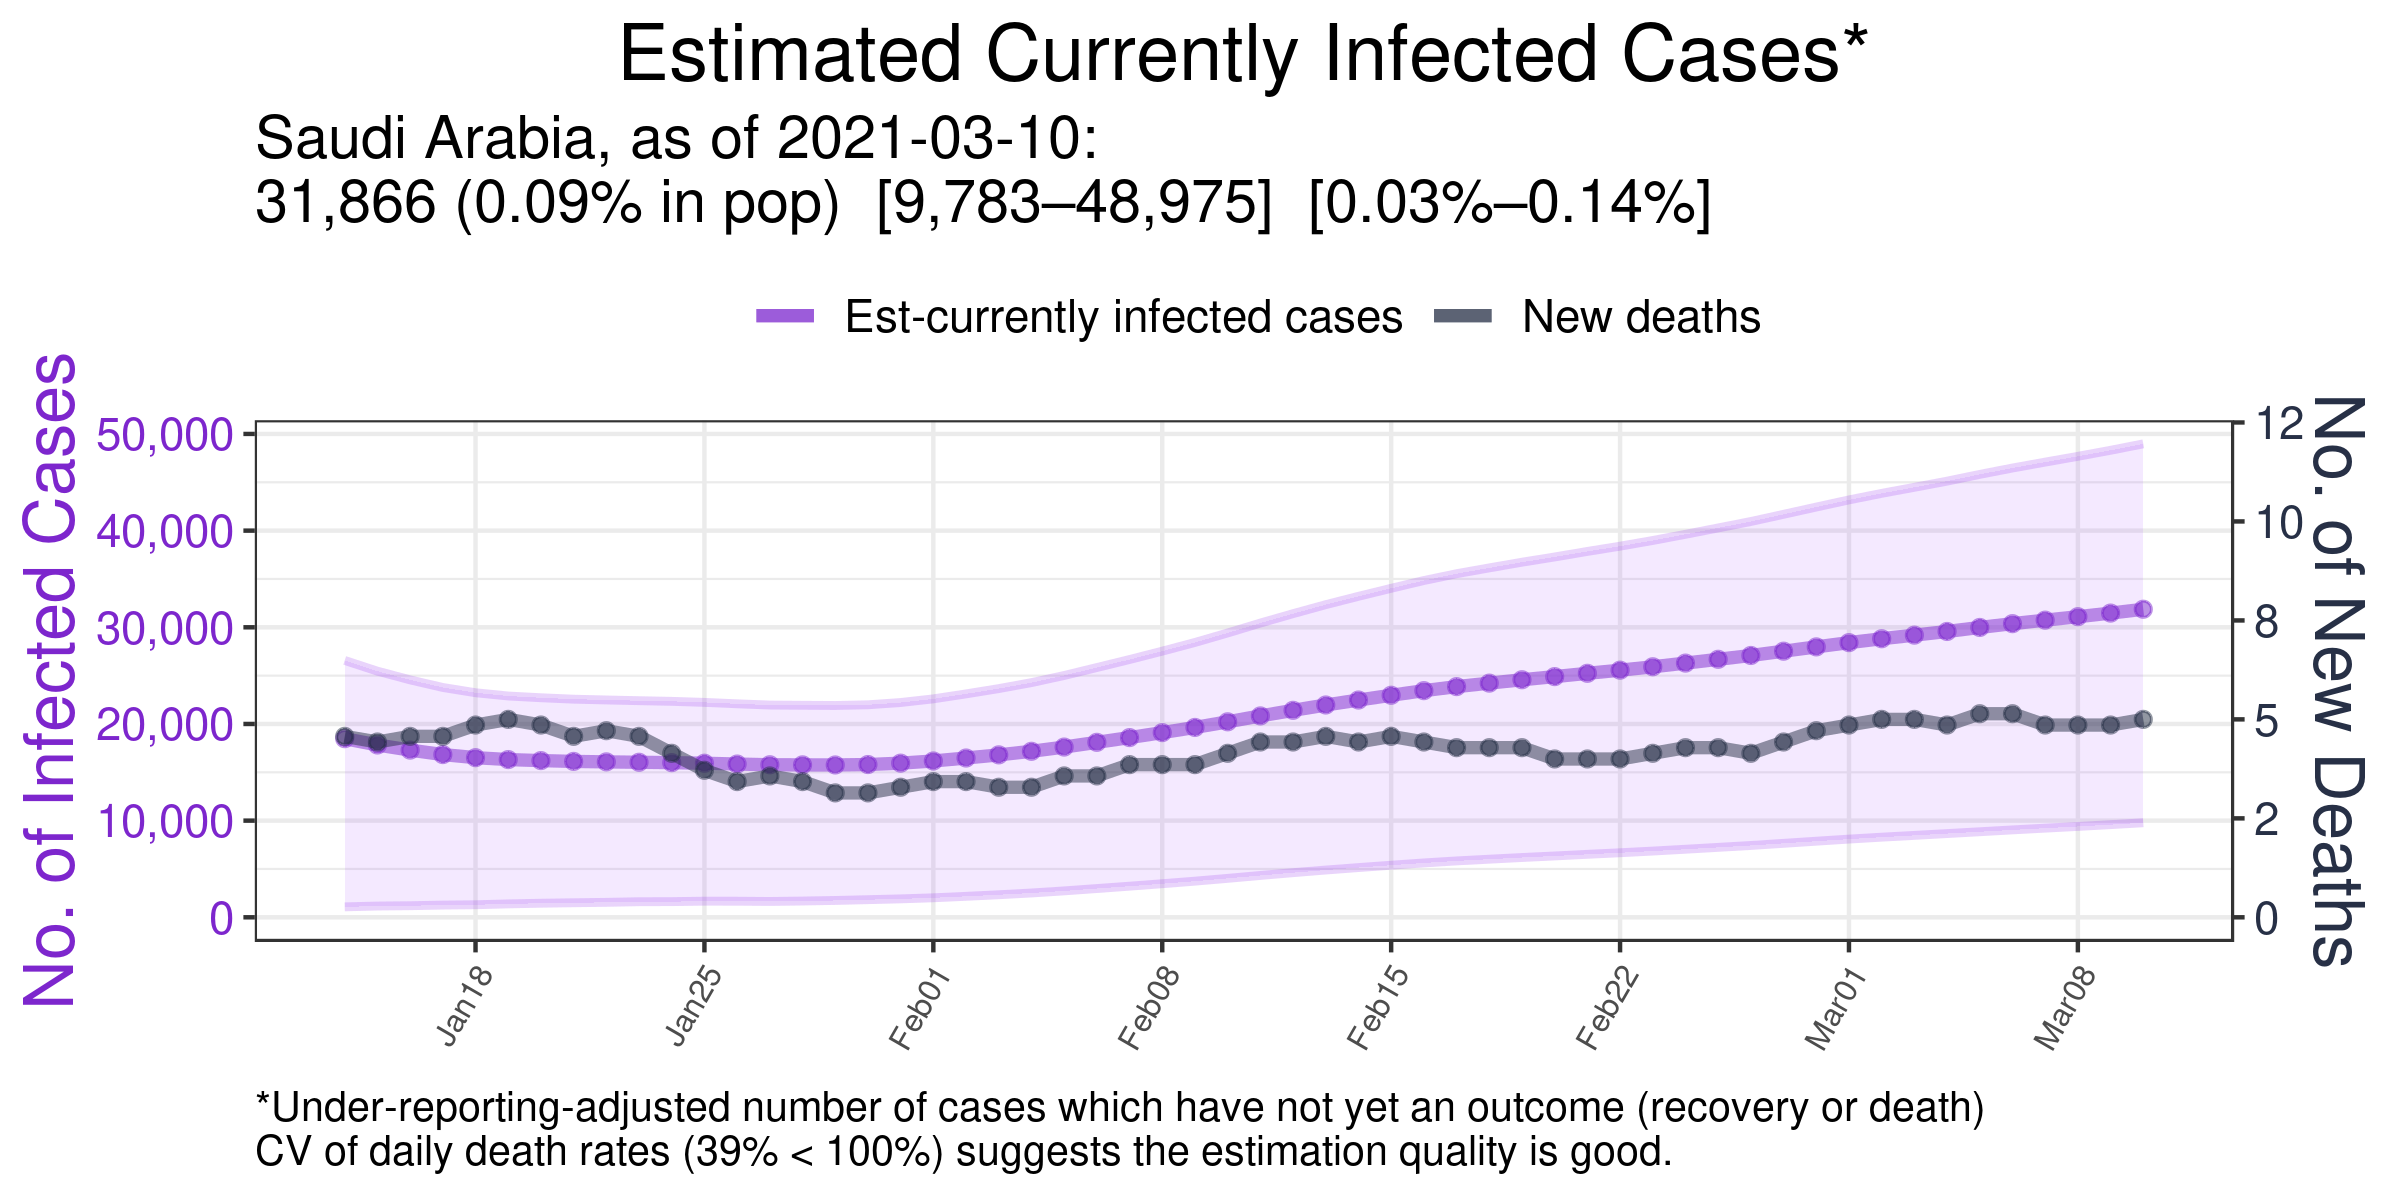 Estimated Currently Infected Cases*
Saudi Arabia, as of 2021-03-10:
31,866 (0.09% in pop)  [9,783–48,975]  [0.03%–0.14%]
Est-currently infected cases
New deaths
No. of Infected Cases
50,000
40,000
30,000
20,000
10,000
0
12
10
8
5
2
0
No. of New Deaths
Jan18
Jan25
Feb01
Feb08
Feb15
Feb22
Mar01
Mar08
*Under-reporting-adjusted number of cases which have not yet an outcome (recovery or death)
CV of daily death rates (39% < 100%) suggests the estimation quality is good.